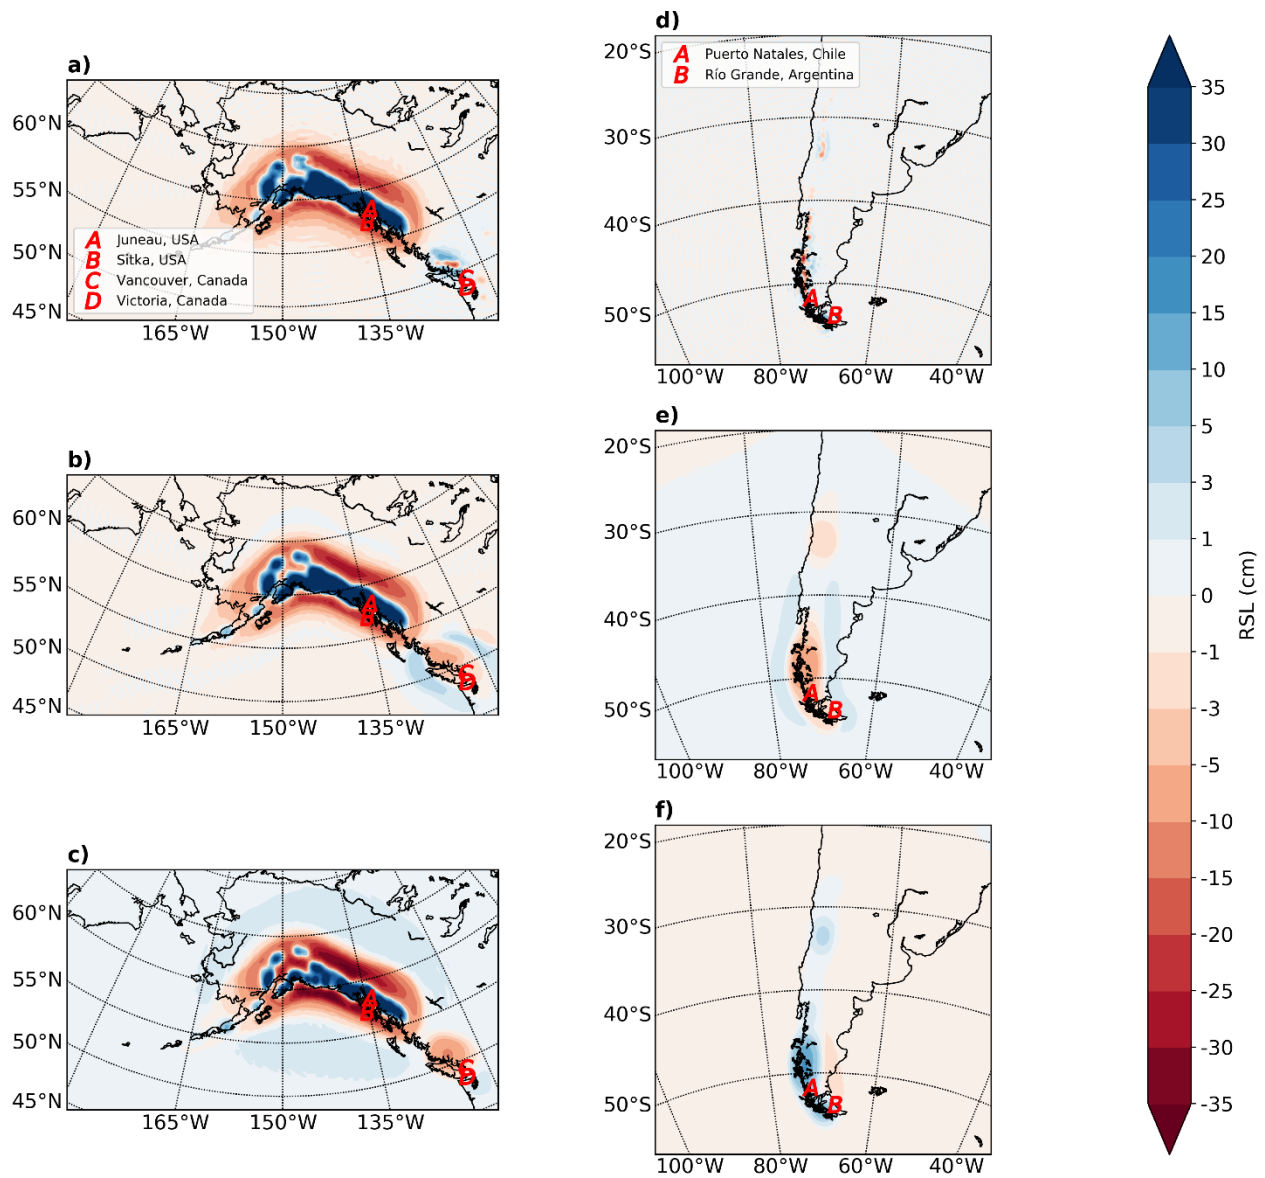 a)
60°N
55°N
50°N
45°N
A Juneau, USA
B Sitka, USA
C Vancouver, Canada
D Victoria, Canada
A
B
C
D
165°W 150°W 135°W
b)
60°N
55°N
50°N
45°N
A
B
C
D
165°W 150°W 135°W
c)
60°N
55°N
50°N
45°N
A
B
C
D
165°W 150°W 135°W
d)
20°S
30°S
40°S
50°S
A Puerto Natales, Chile
B Río Grande, Argentina
A
B
100°W 80°W 60°W 40°W
e)
20°S
30°S
40°S
50°S
A
B
100°W 80°W 60°W 40°W
f)
20°S
30°S
40°S
50°S
A
B
100°W 80°W 60°W 40°W
35
30
25
20
15
10
5
3
1
0
-1
-3
-5
-10
-15
-20
-25
-30
-35
RSL (cm)